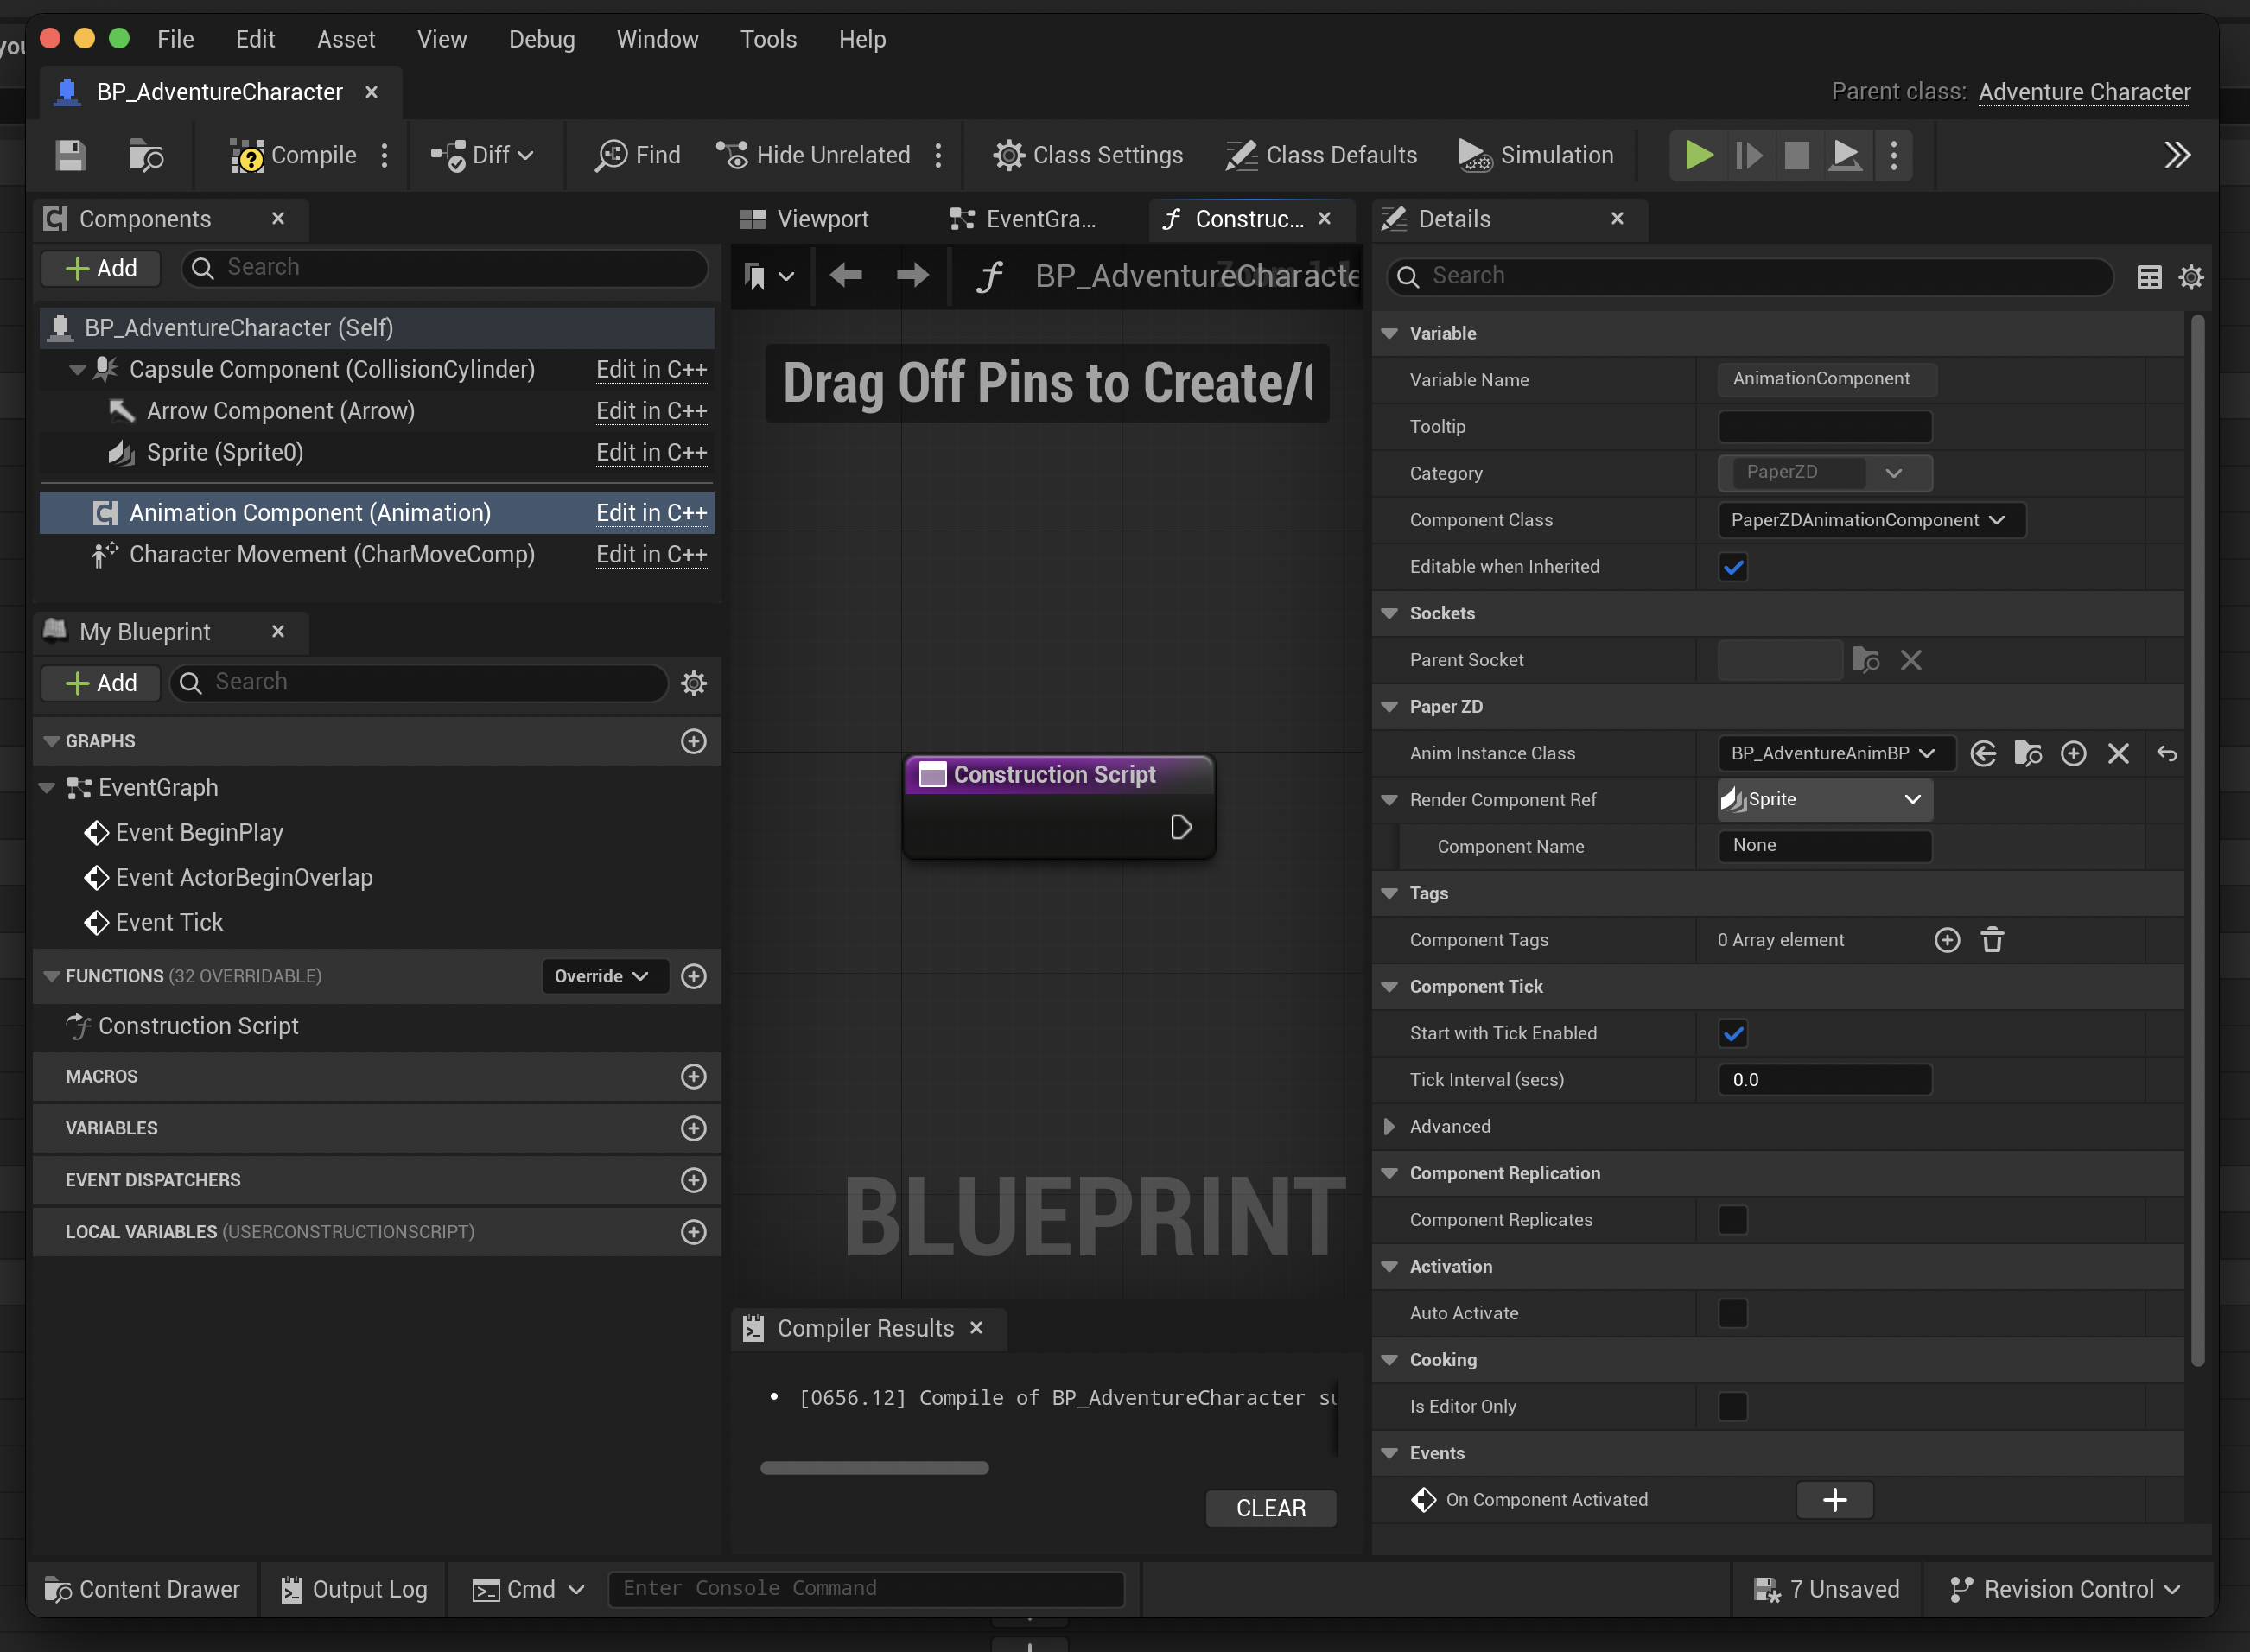 File Edit Asset View Debug Window Tools Help
BP_AdventureCharacter
Parent class: Adventure Character
Compile Diff Find Hide Unrelated Class Settings Class Defaults Simulation
Components
Add Search
BP_AdventureCharacter (Self)
Capsule Component (CollisionCylinder) Edit in C++
Arrow Component (Arrow) Edit in C++
Sprite (Sprite0) Edit in C++
Animation Component (Animation) Edit in C++
Character Movement (CharMoveComp) Edit in C++
My Blueprint
Add Search
GRAPHS
EventGraph
Event BeginPlay
Event ActorBeginOverlap
Event Tick
FUNCTIONS (32 OVERRIDABLE) Override
Construction Script
MACROS
VARIABLES
EVENT DISPATCHERS
LOCAL VARIABLES (USERCONSTRUCTIONSCRIPT)
Viewport EventGra... Construc...
BP_AdventureCharacte
Drag Off Pins to Create/
Construction Script
BLUEPRINT
Compiler Results
[0656.12] Compile of BP_AdventureCharacter su
CLEAR
Details
Search
Variable
Variable Name AnimationComponent
Tooltip
Category PaperZD
Component Class PaperZDAnimationComponent
Editable when Inherited
Sockets
Parent Socket
Paper ZD
Anim Instance Class BP_AdventureAnimBP
Render Component Ref Sprite
Component Name None
Tags
Component Tags 0 Array element
Component Tick
Start with Tick Enabled
Tick Interval (secs) 0.0
Advanced
Component Replication
Component Replicates
Activation
Auto Activate
Cooking
Is Editor Only
Events
On Component Activated
Content Drawer Output Log Cmd Enter Console Command 7 Unsaved Revision Control